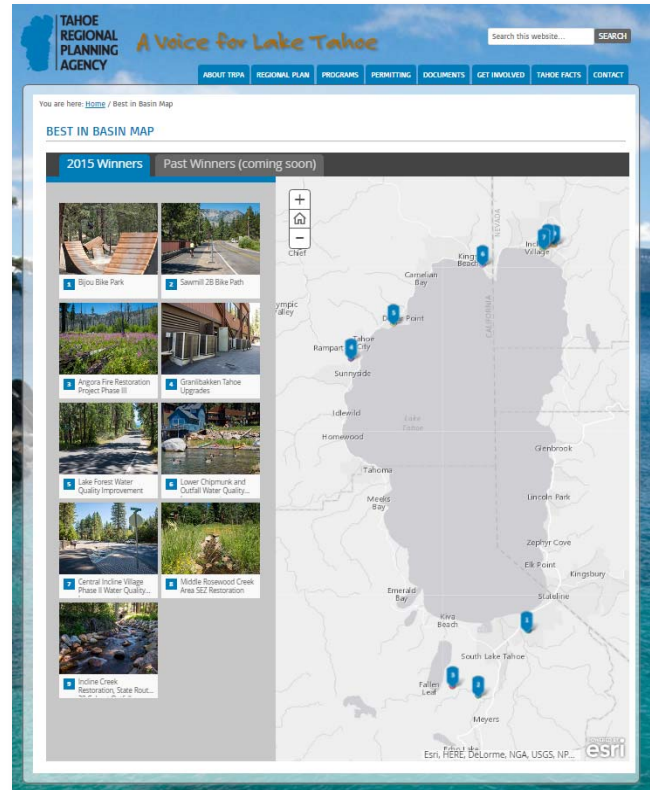 TAHOE
REGIONAL
PLANNING
AGENCY
A Voice for Lake Tahoe
Search this website...
SEARCH
ABOUT TRPA
REGIONAL PLAN
PROGRAMS
PERMITTING
DOCUMENTS
GET INVOLVED
TAHOE FACTS
CONTACT
You are here: Home / Best in Basin Map
BEST IN BASIN MAP
2015 Winners
Past Winners (coming soon)
1 Bijou Bike Park
2 Sawmill 2B Bike Path
3 Angora Fire Restoration
Project Phase III
4 Granlibakken Tahoe
Upgrades
5 Lake Forest Water
Quality Improvement
6 Lower Chipmunk and
Outfall Water Quality...
7 Central Incline Village
Phase II Water Quality...
8 Middle Rosewood Creek
Area SEZ Restoration
9 Incline Creek
Restoration, State Rout...
+
−
Chief
NEVADA
CALIFORNIA
Village
6
Carnelian
Bay
5
Point
Rampart
4
City
Sunnyside
Idlewild
Lake
Tahoe
Homewood
Glenbrook
Tahoma
Meeks
Bay
Lincoln Park
Zephyr Cove
Elk Point
Kingsbury
Emerald
Bay
Stateline
Kiva
Beach
1
South Lake Tahoe
3
Fallen
Leaf
2
Meyers
Esri, HERE, DeLorme, NGA, USGS, NP...
esri